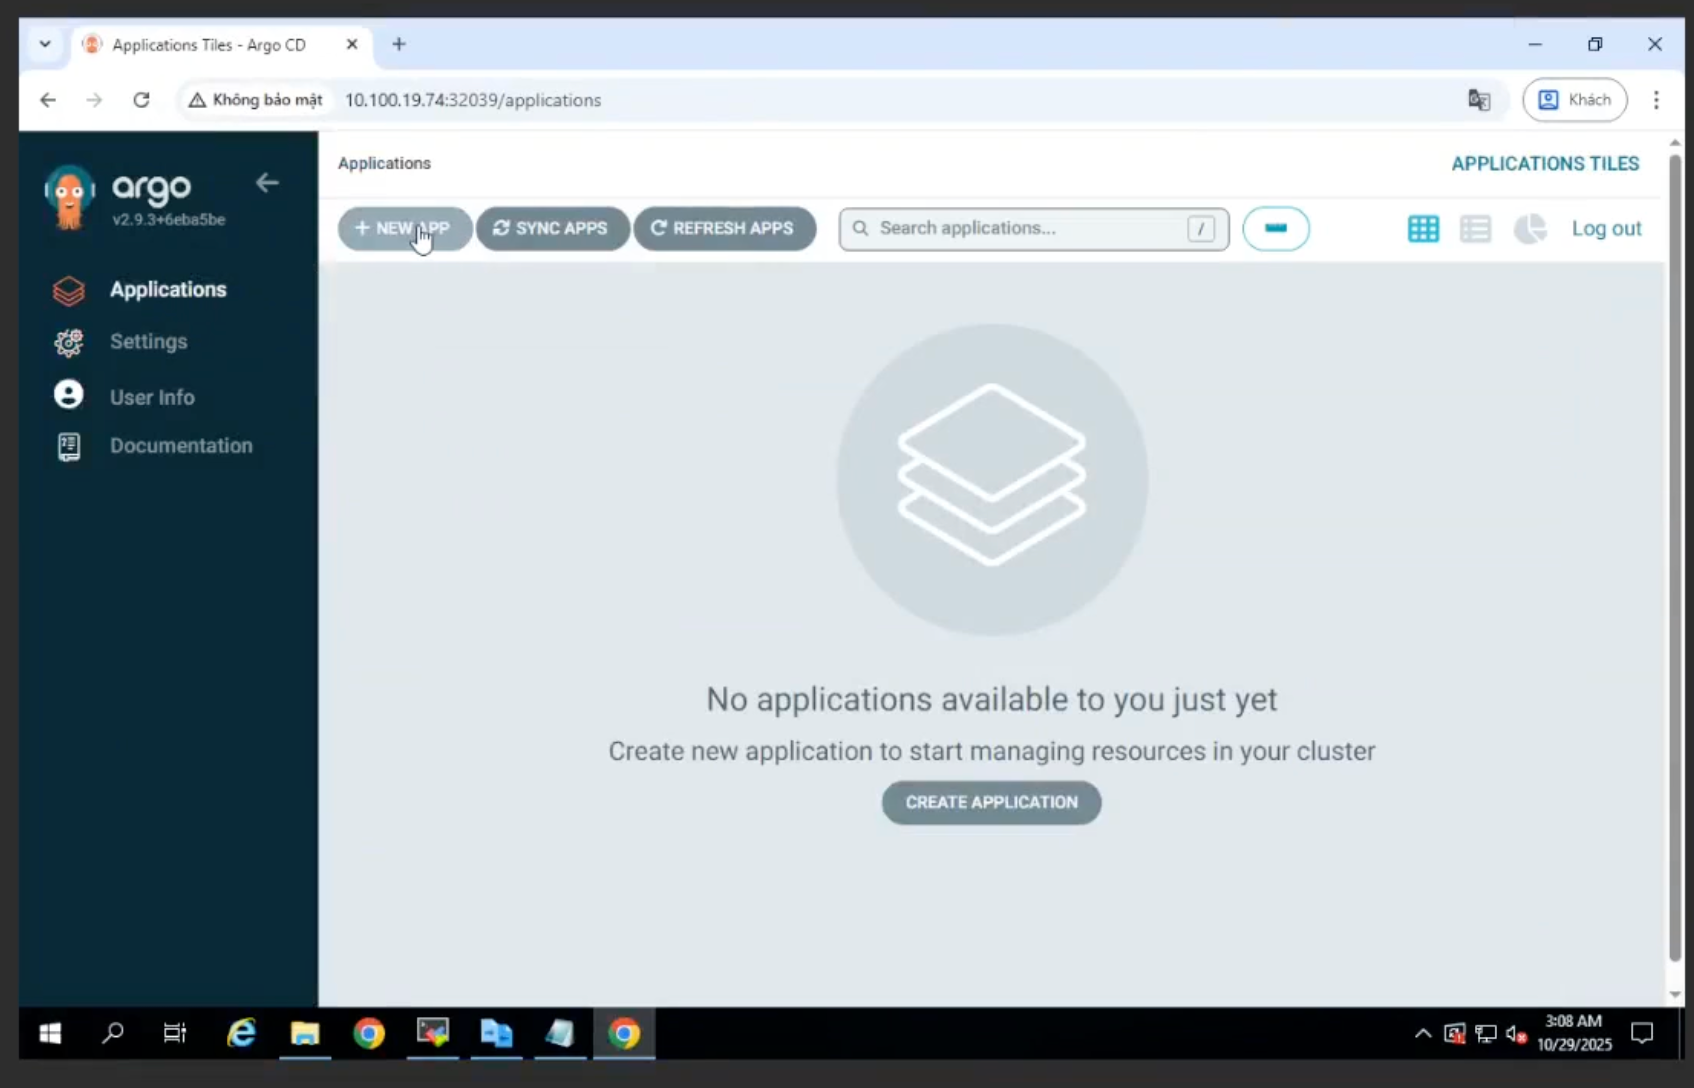 Applications Tiles - Argo CD
Không bảo mật 10.100.19.74:32039/applications Khách
argo
v2.9.3+6eba5be
Applications
Settings
User Info
Documentation
Applications APPLICATIONS TILES
+ NEW APP SYNC APPS REFRESH APPS Search applications... / Log out
No applications available to you just yet
Create new application to start managing resources in your cluster
CREATE APPLICATION
3:08 AM
10/29/2025